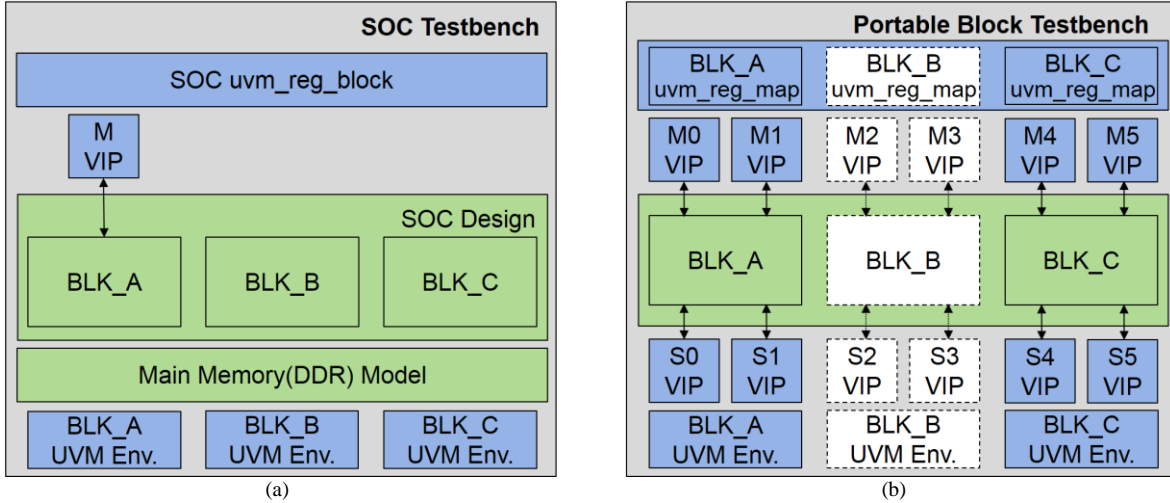 SOC Testbench
SOC uvm_reg_block
M
VIP
SOC Design
BLK_A
BLK_B
BLK_C
Main Memory(DDR) Model
BLK_A
UVM Env.
BLK_B
UVM Env.
BLK_C
UVM Env.
(a)
Portable Block Testbench
BLK_A
uvm_reg_map
BLK_B
uvm_reg_map
BLK_C
uvm_reg_map
M0
VIP
M1
VIP
M2
VIP
M3
VIP
M4
VIP
M5
VIP
BLK_A
BLK_B
BLK_C
S0
VIP
S1
VIP
S2
VIP
S3
VIP
S4
VIP
S5
VIP
BLK_A
UVM Env.
BLK_B
UVM Env.
BLK_C
UVM Env.
(b)